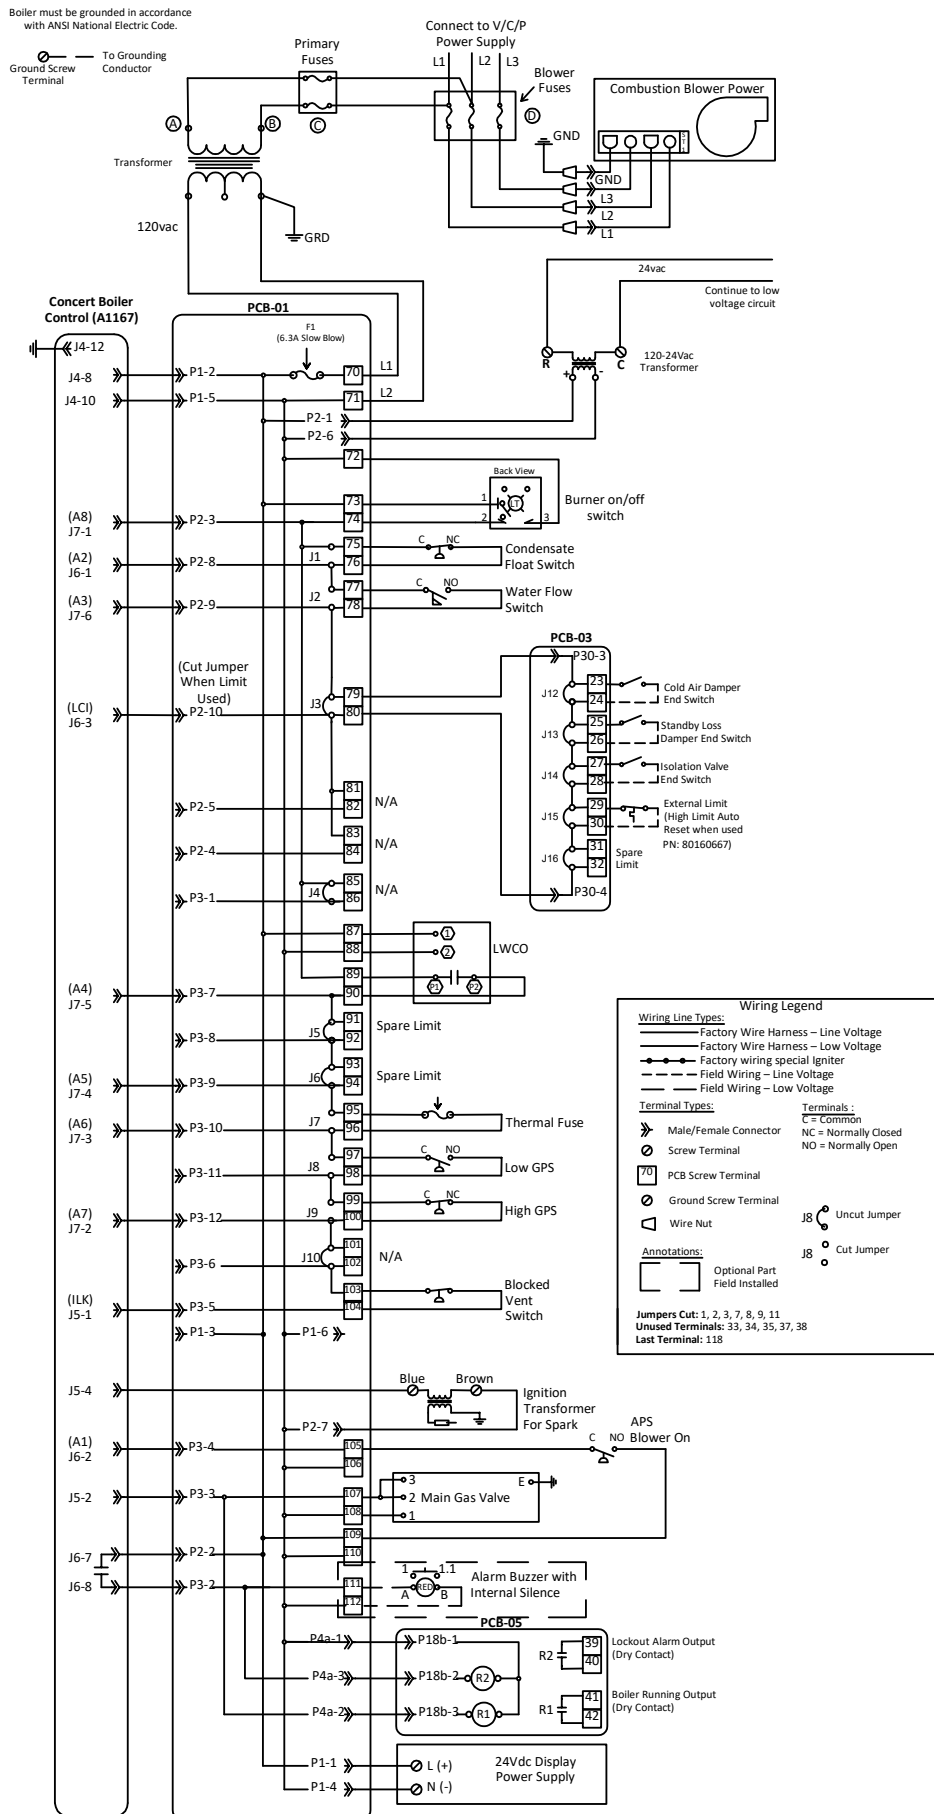 Boiler must be grounded in accordance
with ANSI National Electric Code.
Ground Screw
Terminal
To Grounding
Conductor
Primary
Fuses
Connect to V/C/P
Power Supply
L1
L2
L3
Blower
Fuses
Combustion Blower Power
A
B
C
D
GND
GND
L3
L2
L1
Transformer
120vac
GRD
24vac
Continue to low
voltage circuit
R
C
+
-
120-24Vac
Transformer
Concert Boiler
Control (A1167)
PCB-01
F1
(6.3A Slow Blow)
J4-12
J4-8
P1-2
70
L1
J4-10
P1-5
71
L2
P2-1
P2-6
72
Back View
1
LT
2
3
Burner on/off
switch
73
74
(A8)
J7-1
P2-3
75
76
C
NC
Condensate
Float Switch
(A2)
J6-1
P2-8
J1
77
78
C
NO
Water Flow
Switch
(A3)
J7-6
P2-9
J2
(Cut Jumper
When Limit
Used)
(LCI)
J6-3
P2-10
J3
79
80
PCB-03
P30-3
J12
23
24
Cold Air Damper
End Switch
J13
25
26
Standby Loss
Damper End Switch
J14
27
28
Isolation Valve
End Switch
J15
29
30
External Limit
(High Limit Auto
Reset when used
PN: 80160667)
J16
31
32
Spare
Limit
P30-4
81
82
N/A
P2-5
83
84
N/A
P2-4
85
86
J4
N/A
P3-1
87
88
1
2
LWCO
89
90
P1
P2
(A4)
J7-5
P3-7
91
92
J5
Spare Limit
P3-8
93
94
J6
Spare Limit
(A5)
J7-4
P3-9
95
96
J7
Thermal Fuse
(A6)
J7-3
P3-10
97
98
C
NO
J8
Low GPS
P3-11
99
100
C
NC
J9
High GPS
(A7)
J7-2
P3-12
101
102
J10
N/A
P3-6
103
104
Blocked
Vent
Switch
(ILK)
J5-1
P3-5
P1-3
P1-6
Wiring Legend
Wiring Line Types:
Factory Wire Harness – Line Voltage
Factory Wire Harness – Low Voltage
Factory wiring special Igniter
Field Wiring – Line Voltage
Field Wiring – Low Voltage
Terminal Types:
Male/Female Connector
Screw Terminal
70
PCB Screw Terminal
Ground Screw Terminal
Wire Nut
Terminals :
C = Common
NC = Normally Closed
NO = Normally Open
J8
Uncut Jumper
J8
Cut Jumper
Annotations:
Optional Part
Field Installed
Jumpers Cut: 1, 2, 3, 7, 8, 9, 11
Unused Terminals: 33, 34, 35, 37, 38
Last Terminal: 118
J5-4
Blue
Brown
Ignition
Transformer
For Spark
P2-7
APS
Blower On
C
NO
(A1)
J6-2
P3-4
105
106
J5-2
P3-3
107
108
3
2
1
Main Gas Valve
E
109
110
J6-7
P2-2
J6-8
P3-2
111
112
1
1.1
A
RED
B
Alarm Buzzer with
Internal Silence
PCB-05
P4a-1
P18b-1
P4a-3
P18b-2
R2
P4a-2
P18b-3
R1
R2
39
40
Lockout Alarm Output
(Dry Contact)
R1
41
42
Boiler Running Output
(Dry Contact)
P1-1
L (+)
P1-4
N (-)
24Vdc Display
Power Supply